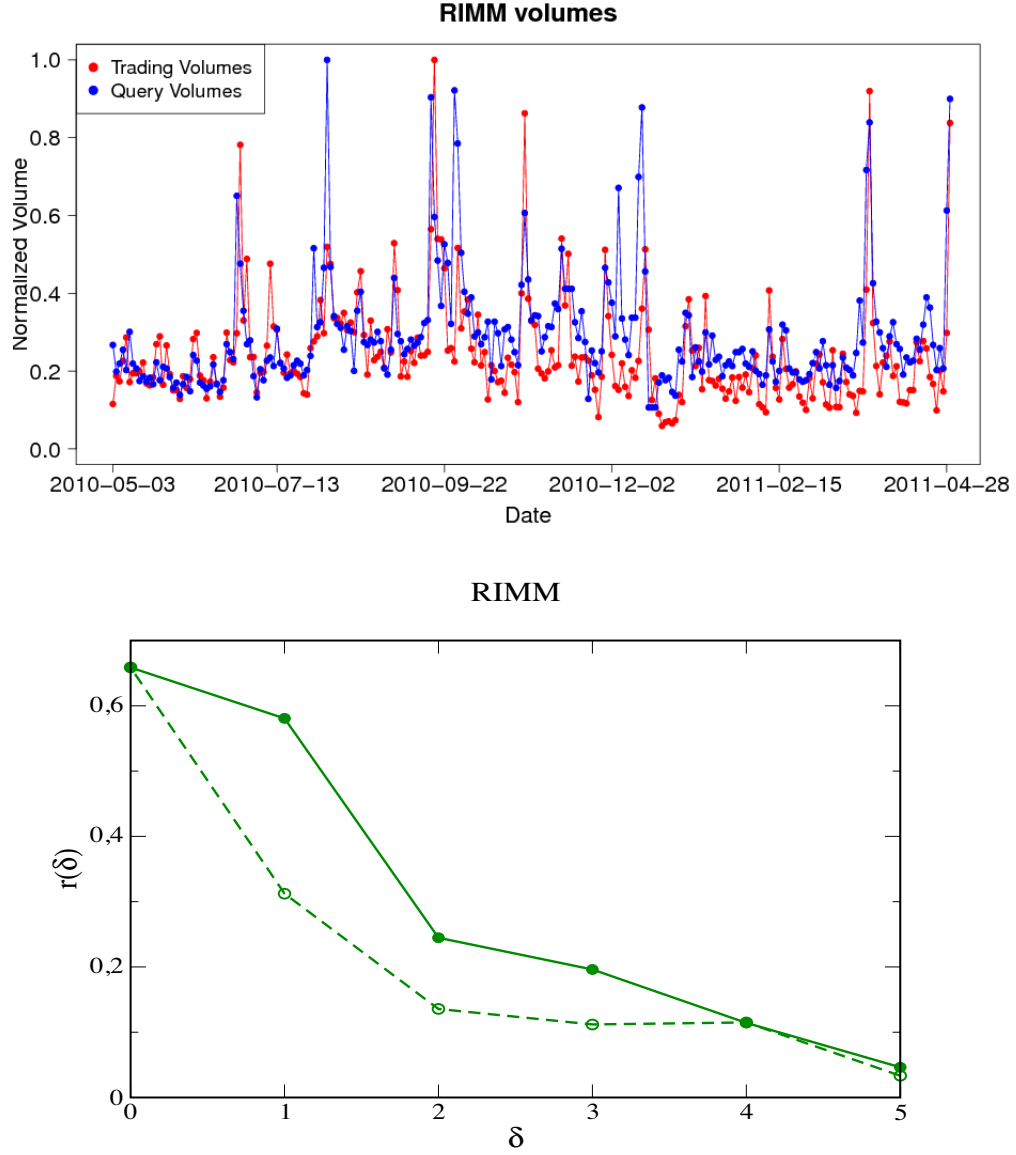 RIMM volumes
Trading Volumes
Query Volumes
Normalized Volume
1.0
0.8
0.6
0.4
0.2
0.0
2010−05−03 2010−07−13 2010−09−22 2010−12−02 2011−02−15 2011−04−28
Date
RIMM
r(δ)
0,6
0,4
0,2
0
0 1 2 3 4 5
δ